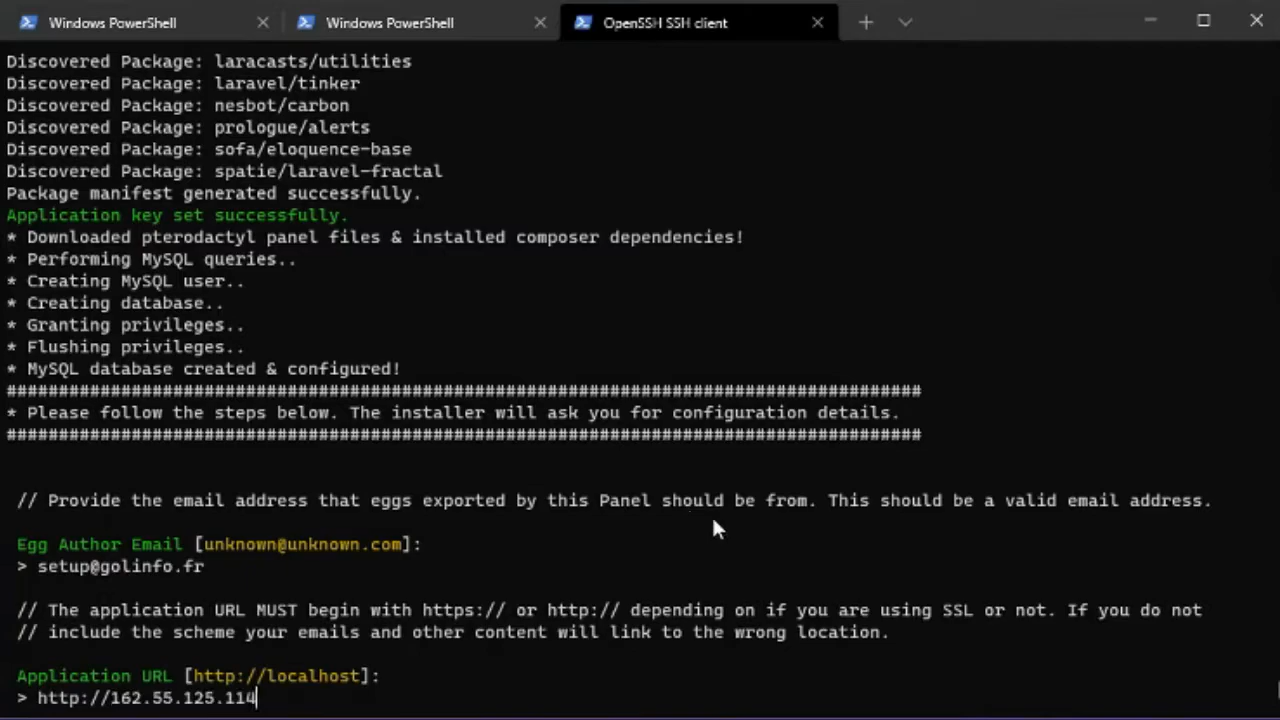 Windows PowerShell
Windows PowerShell
OpenSSH SSH client
Discovered Package: laracasts/utilities
Discovered Package: laravel/tinker
Discovered Package: nesbot/carbon
Discovered Package: prologue/alerts
Discovered Package: sofa/eloquence-base
Discovered Package: spatie/laravel-fractal
Package manifest generated successfully.
Application key set successfully.
* Downloaded pterodactyl panel files & installed composer dependencies!
* Performing MySQL queries..
* Creating MySQL user..
* Creating database..
* Granting privileges..
* Flushing privileges..
* MySQL database created & configured!
########################################################################################
* Please follow the steps below. The installer will ask you for configuration details.
########################################################################################
// Provide the email address that eggs exported by this Panel should be from. This should be a valid email address.
Egg Author Email [unknown@unknown.com]:
> setup@golinfo.fr
// The application URL MUST begin with https:// or http:// depending on if you are using SSL or not. If you do not
// include the scheme your emails and other content will link to the wrong location.
Application URL [http://localhost]:
> http://162.55.125.114